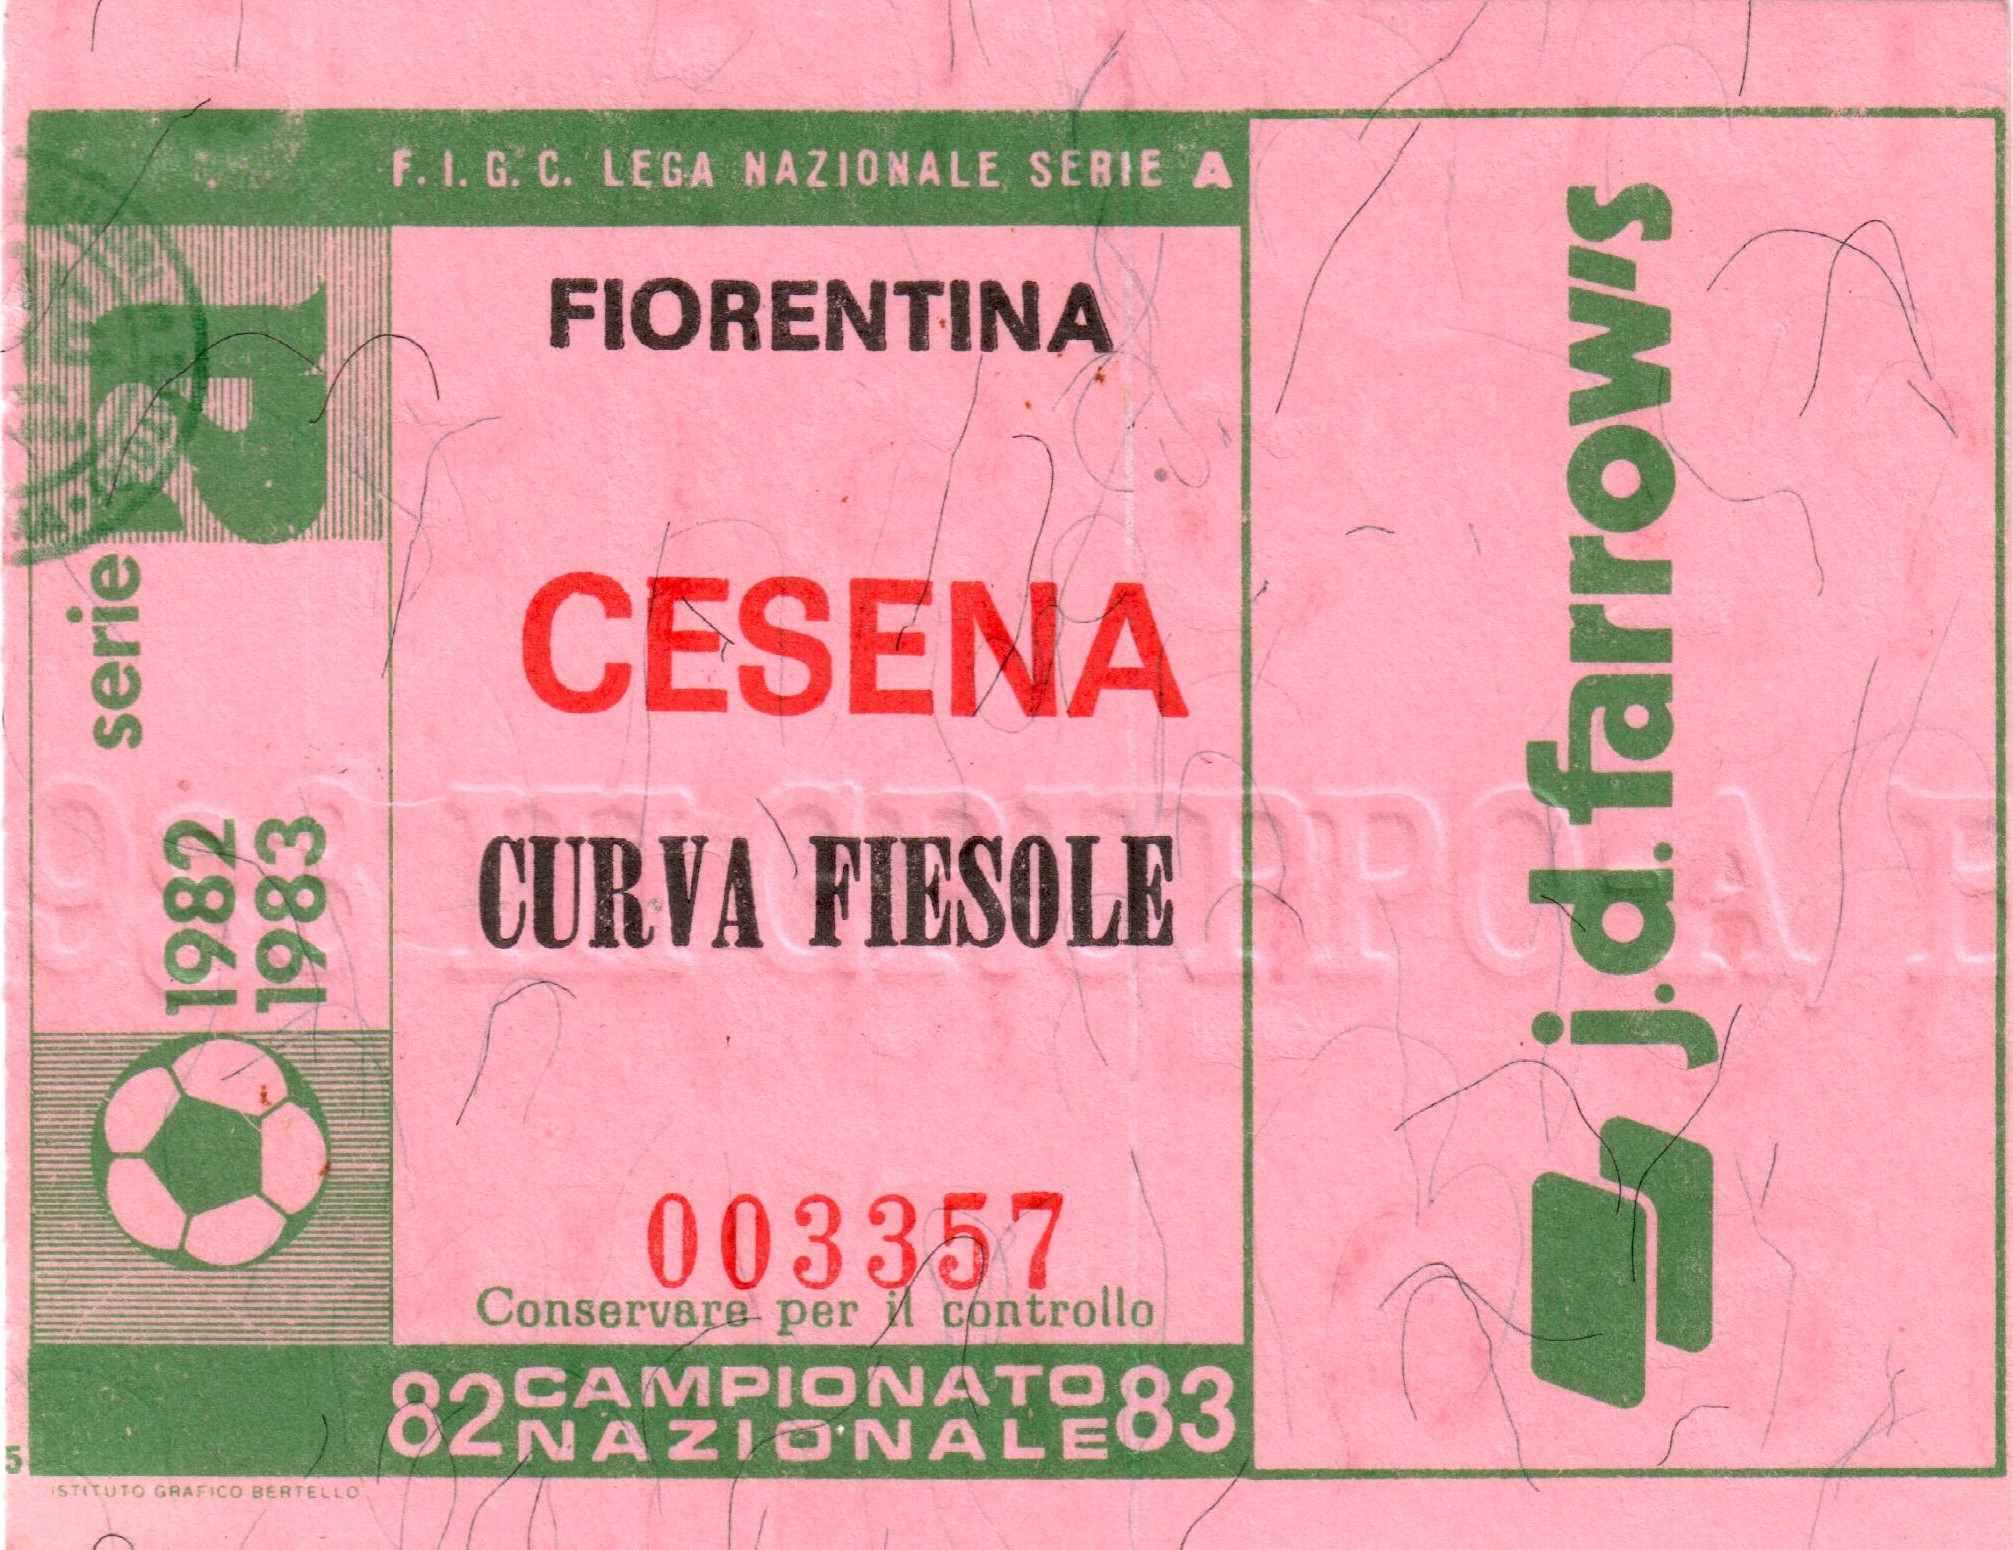 F. I. G. C. LEGA NAZIONALE SERIE A
FIORENTINA
CESENA
CURVA FIESOLE
003357
Conservare per il controllo
82 CAMPIONATO NAZIONALE 83
serie A
1982
1983
j.d.farrow's
5
ISTITUTO GRAFICO BERTELLO